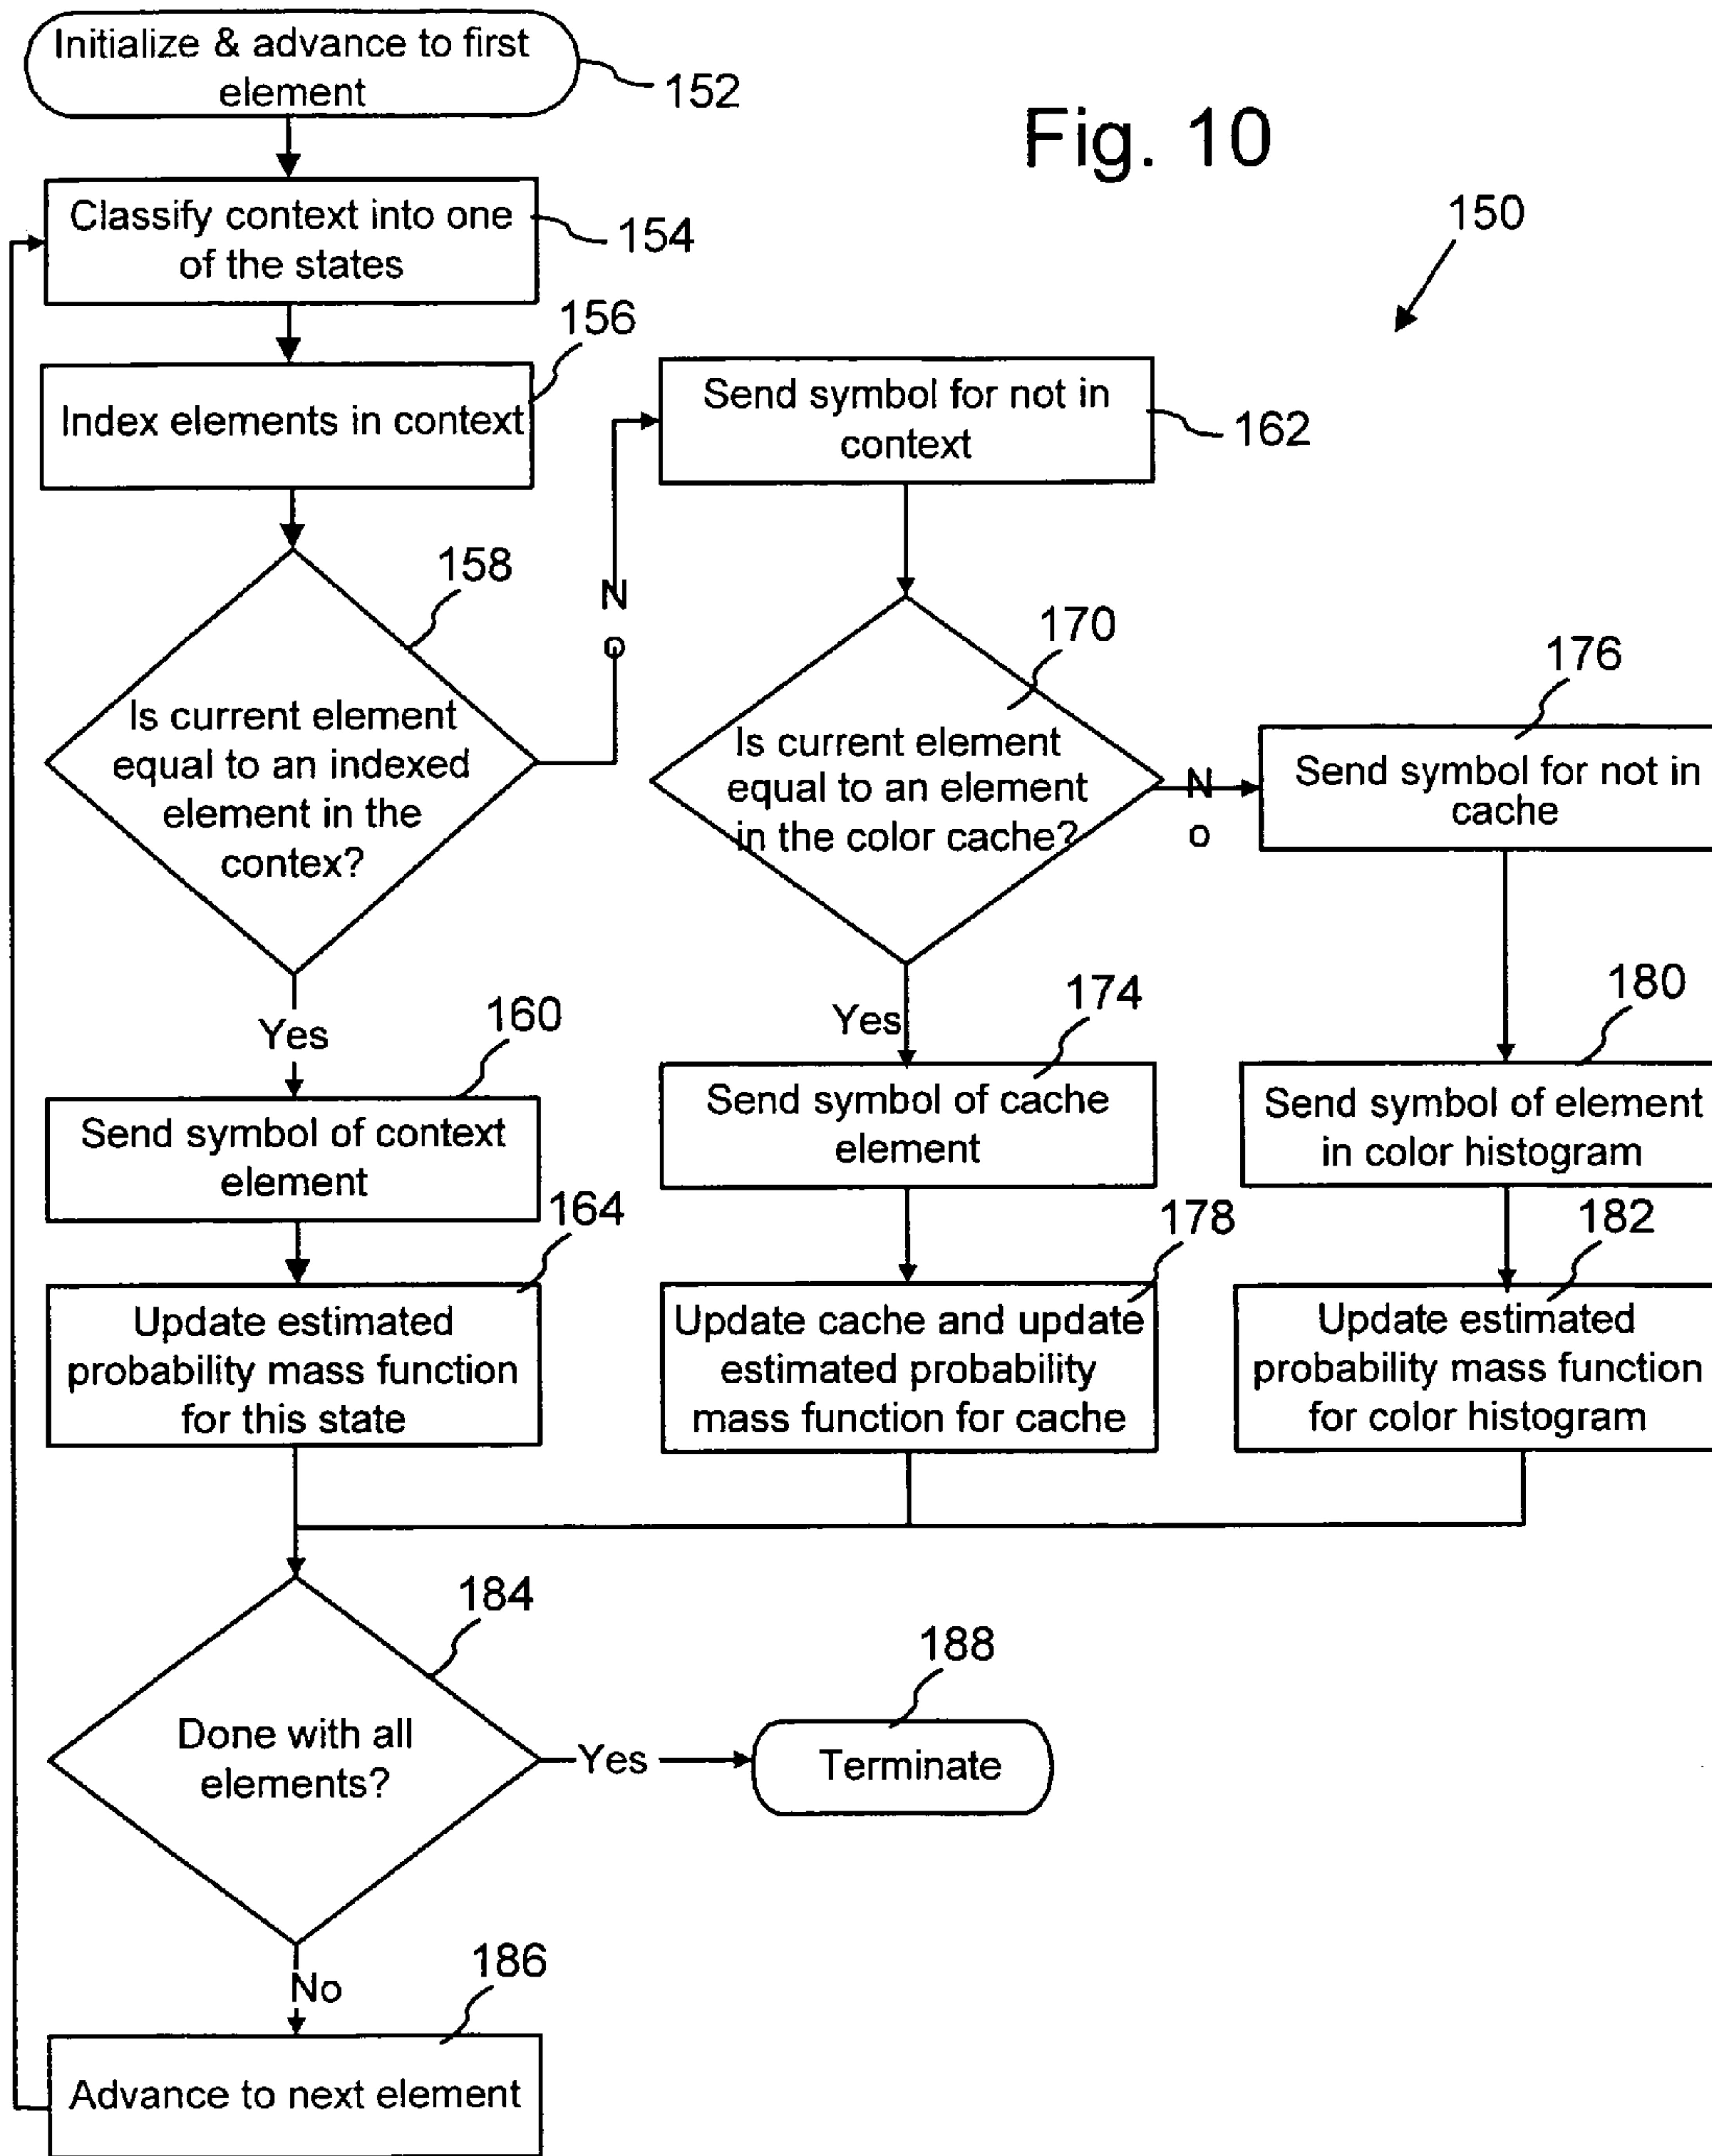 Initialize & advance to first
element
152
Fig. 10
150
Classify context into one
of the states
154
156
Index elements in context
Send symbol for not in
context
162
158
N
o
Is current element
equal to an indexed
element in the
contex?
170
Is current element
equal to an element
in the color cache?
N
o
176
Send symbol for not in
cache
Yes
160
Send symbol of context
element
Yes
174
Send symbol of cache
element
180
Send symbol of element
in color histogram
164
Update estimated
probability mass function
for this state
178
Update cache and update
estimated probability
mass function for cache
182
Update estimated
probability mass function
for color histogram
184
Done with all
elements?
Yes
188
Terminate
No
186
Advance to next element